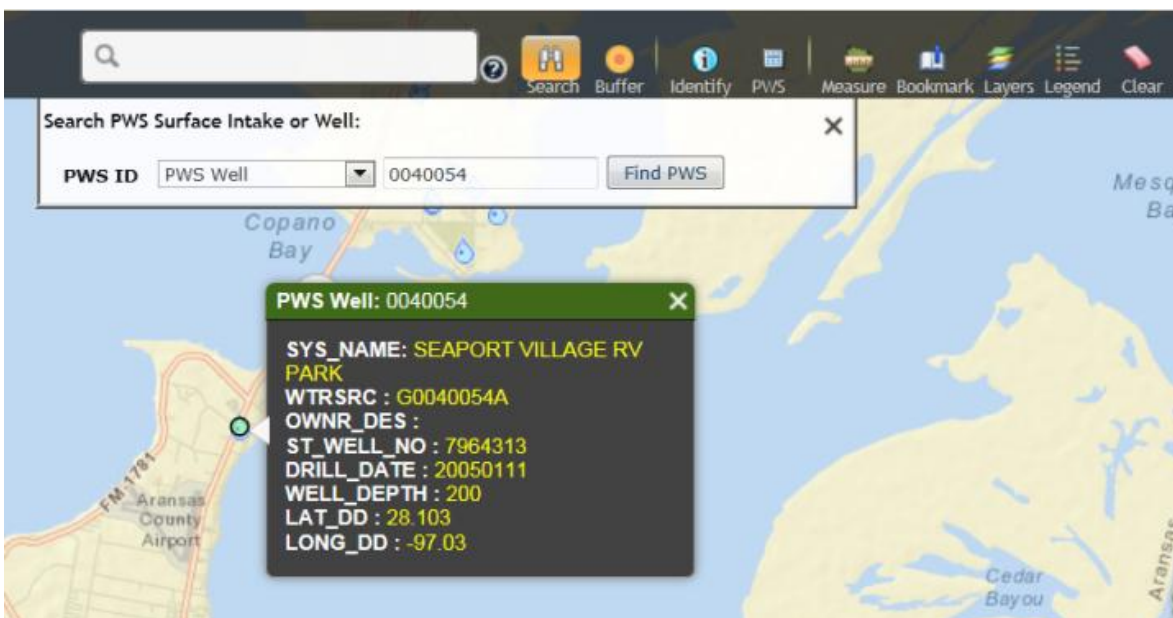 Search Buffer Identify PWS Measure Bookmark Layers Legend Clear
Search PWS Surface Intake or Well:
PWS ID PWS Well 0040054 Find PWS
Copano
Bay
PWS Well: 0040054
SYS_NAME: SEAPORT VILLAGE RV
PARK
WTRSRC : G0040054A
OWNR_DES :
ST_WELL_NO : 7964313
DRILL_DATE : 20050111
WELL_DEPTH : 200
LAT_DD : 28.103
LONG_DD : -97.03
FM 1781
Aransas
County
Airport
Cedar
Bayou
Aransas